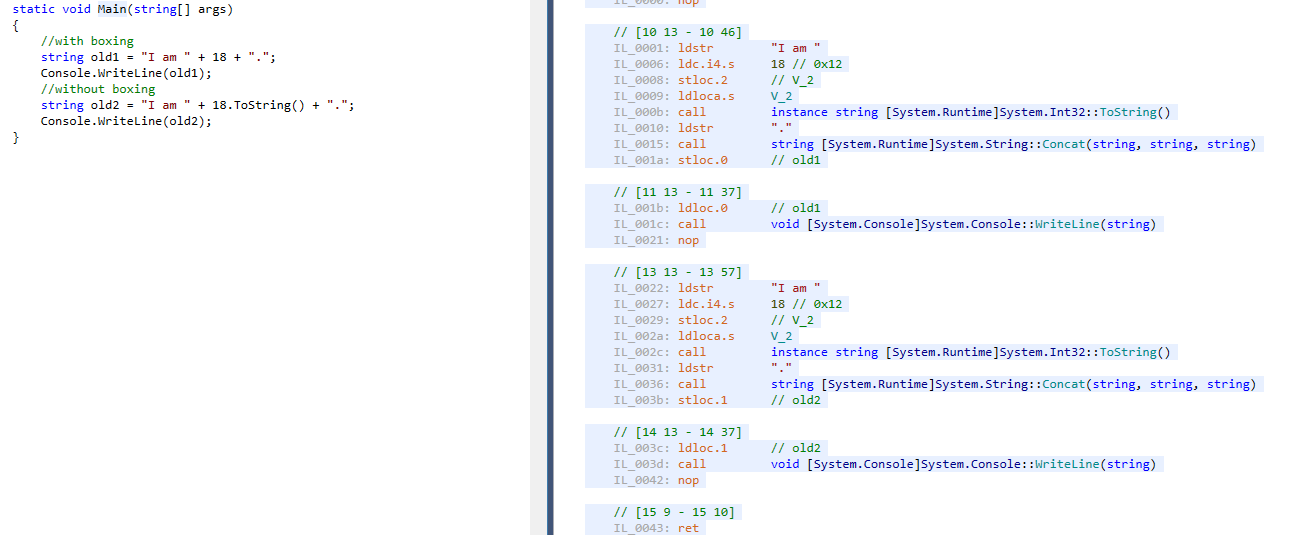 static void Main(string[] args)
{
//with boxing
string old1 = "I am " + 18 + ".";
Console.WriteLine(old1);
//without boxing
string old2 = "I am " + 18.ToString() + ".";
Console.WriteLine(old2);
}
IL_0000: nop
// [10 13 - 10 46]
IL_0001: ldstr "I am "
IL_0006: ldc.i4.s 18 // 0x12
IL_0008: stloc.2 // V_2
IL_0009: ldloca.s V_2
IL_000b: call instance string [System.Runtime]System.Int32::ToString()
IL_0010: ldstr "."
IL_0015: call string [System.Runtime]System.String::Concat(string, string, string)
IL_001a: stloc.0 // old1
// [11 13 - 11 37]
IL_001b: ldloc.0 // old1
IL_001c: call void [System.Console]System.Console::WriteLine(string)
IL_0021: nop
// [13 13 - 13 57]
IL_0022: ldstr "I am "
IL_0027: ldc.i4.s 18 // 0x12
IL_0029: stloc.2 // V_2
IL_002a: ldloca.s V_2
IL_002c: call instance string [System.Runtime]System.Int32::ToString()
IL_0031: ldstr "."
IL_0036: call string [System.Runtime]System.String::Concat(string, string, string)
IL_003b: stloc.1 // old2
// [14 13 - 14 37]
IL_003c: ldloc.1 // old2
IL_003d: call void [System.Console]System.Console::WriteLine(string)
IL_0042: nop
// [15 9 - 15 10]
IL_0043: ret